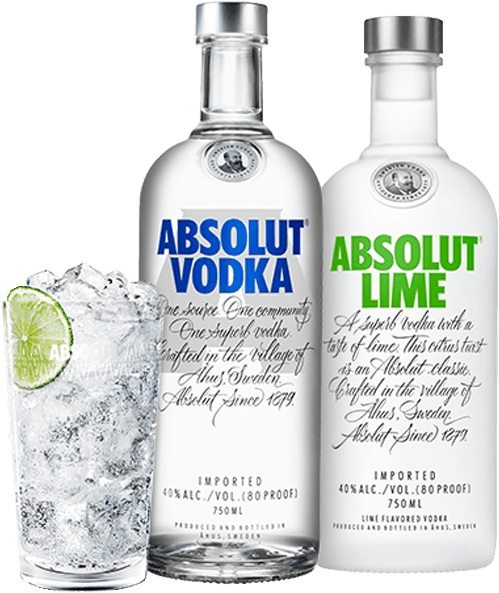 ABSOLUT
VODKA
One source. One community
One superb vodka.
Crafted in the village of
Åhus, Sweden.
Absolut Since 1879.
IMPORTED
40%ALC./VOL.(80 PROOF)
750ML
PRODUCED AND BOTTLED IN
ÅHUS, SWEDEN
ABSOLUT
LIME
A superb vodka with a
taste of lime. This citrus twist
is an Absolut classic.
Crafted in the village of
Åhus, Sweden.
Absolut Since 1879.
IMPORTED
40%ALC./VOL.(80 PROOF)
750ML
LIME FLAVORED VODKA
PRODUCED AND BOTTLED IN ÅHUS, SWEDEN